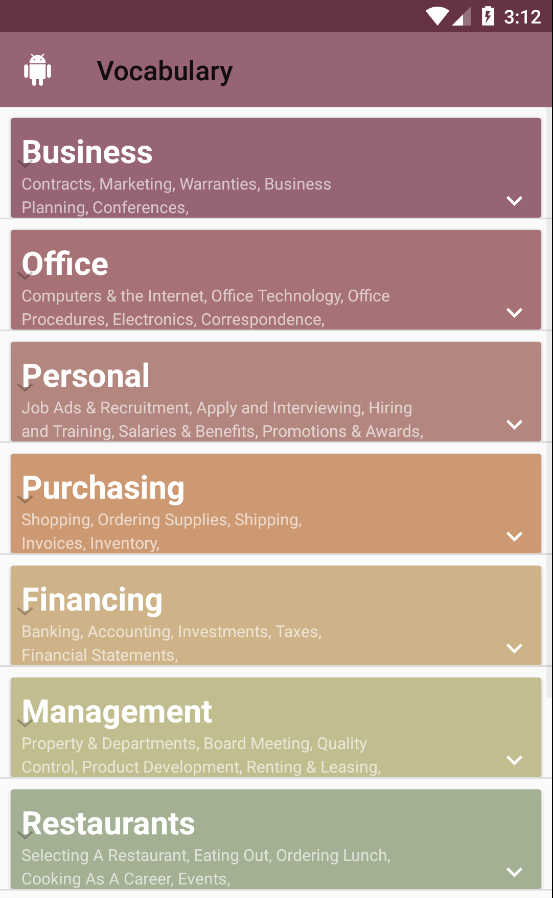 3:12
Vocabulary
Business
Contracts, Marketing, Warranties, Business
Planning, Conferences,
Office
Computers & the Internet, Office Technology, Office
Procedures, Electronics, Correspondence,
Personal
Job Ads & Recruitment, Apply and Interviewing, Hiring
and Training, Salaries & Benefits, Promotions & Awards,
Purchasing
Shopping, Ordering Supplies, Shipping,
Invoices, Inventory,
Financing
Banking, Accounting, Investments, Taxes,
Financial Statements,
Management
Property & Departments, Board Meeting, Quality
Control, Product Development, Renting & Leasing,
Restaurants
Selecting A Restaurant, Eating Out, Ordering Lunch,
Cooking As A Career, Events,